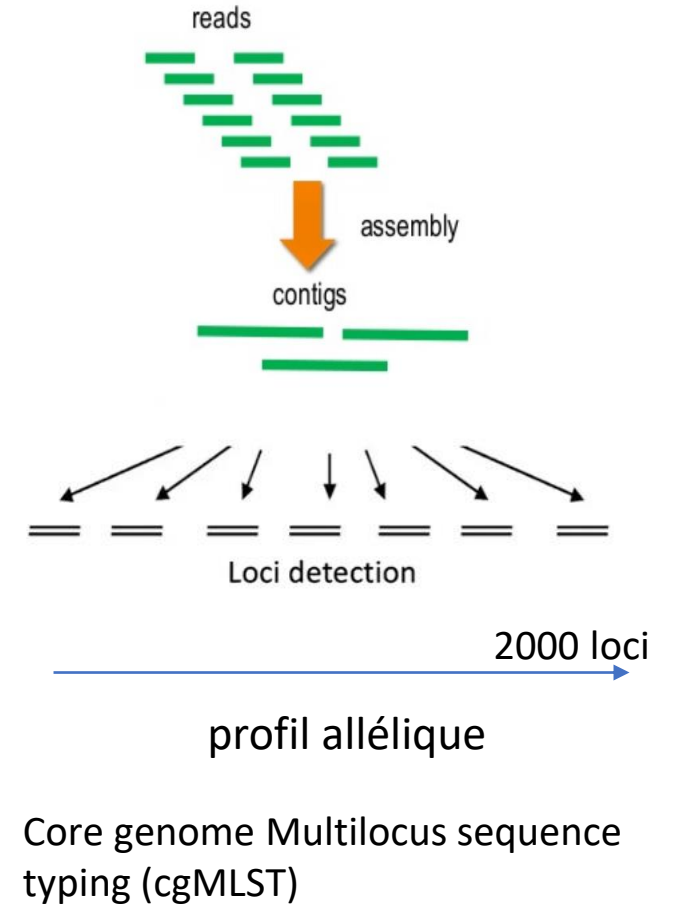 reads
assembly
contigs
Loci detection
2000 loci
profil allélique
Core genome Multilocus sequence
typing (cgMLST)